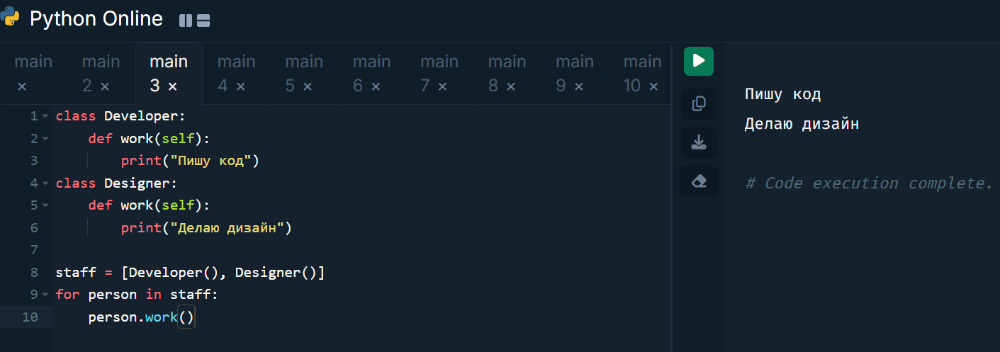 Python Online
main × main 2 × main 3 × main 4 × main 5 × main 6 × main 7 × main 8 × main 9 × main 10 ×
1 class Developer:
2     def work(self):
3         print("Пишу код")
4 class Designer:
5     def work(self):
6         print("Делаю дизайн")
7
8 staff = [Developer(), Designer()]
9 for person in staff:
10     person.work()
Пишу код
Делаю дизайн
# Code execution complete.